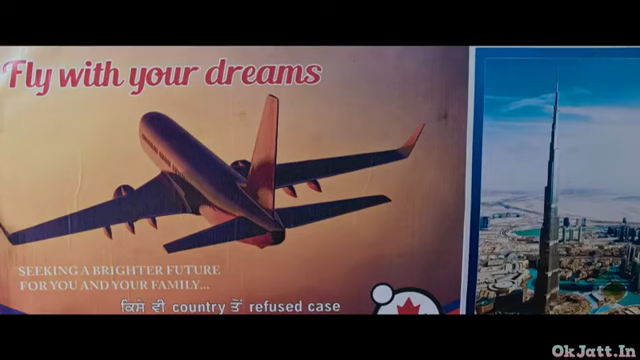 Fly with your dreams
SEEKING A BRIGHTER FUTURE
FOR YOU AND YOUR FAMILY...
ਕਿਸੇ ਵੀ country ਤੋਂ refused case
OkJatt.In